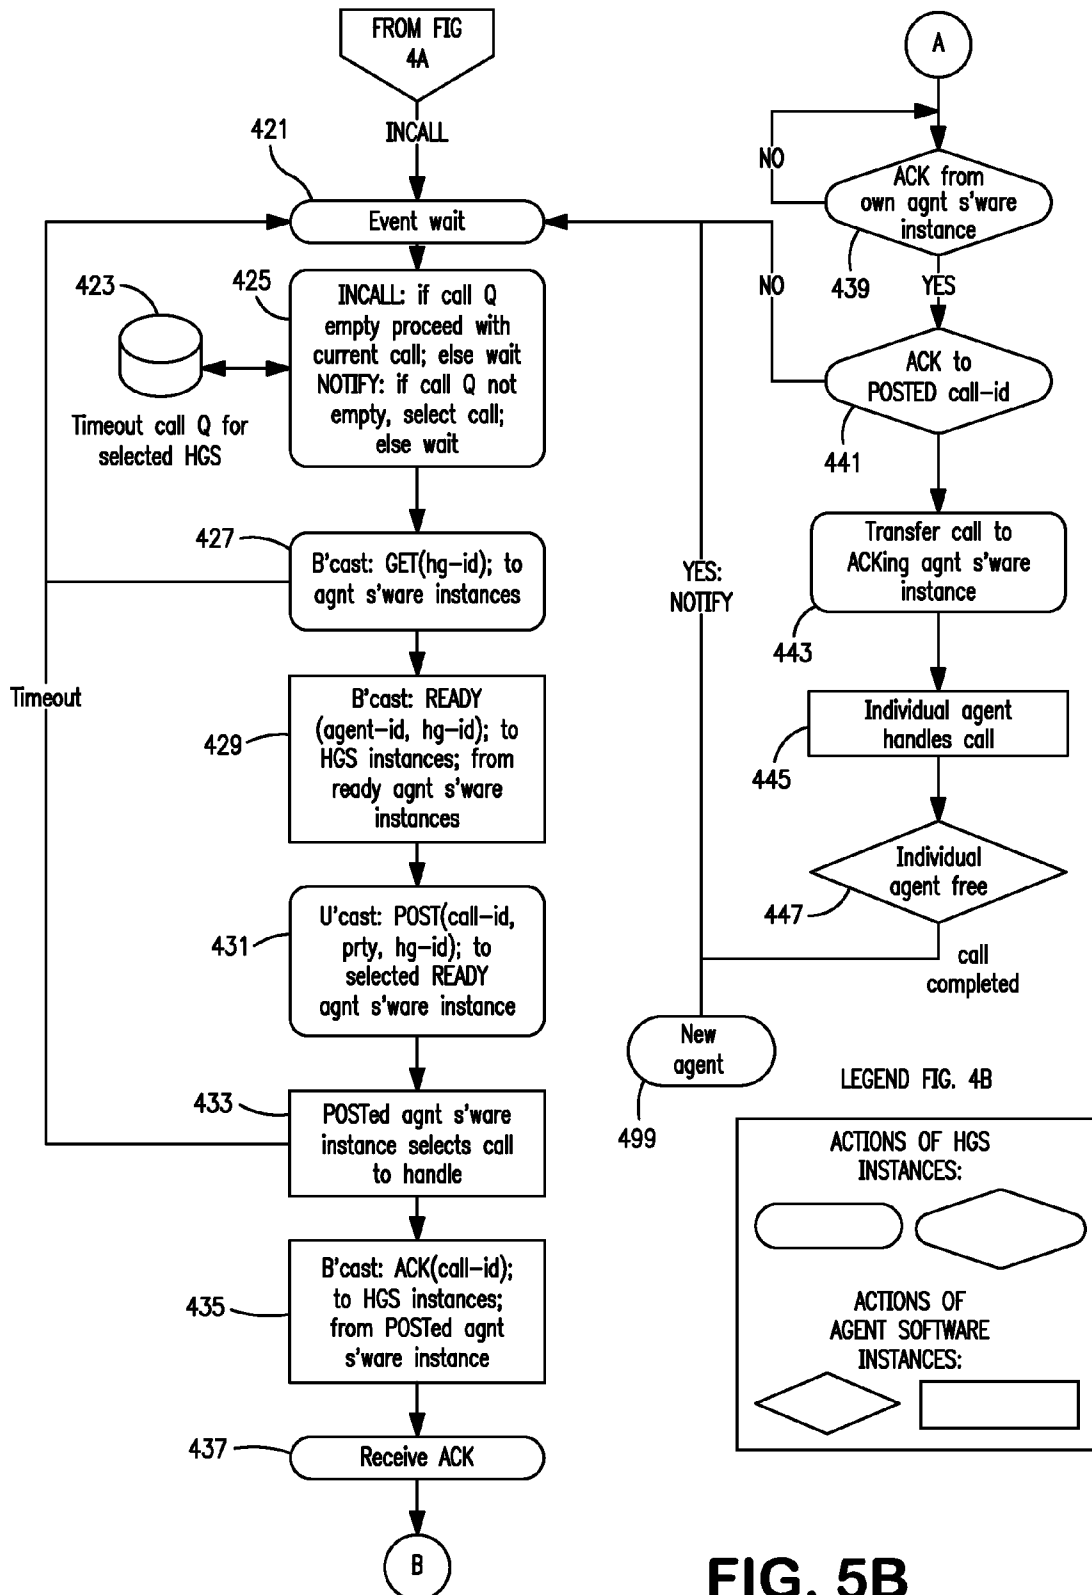 FROM FIG
4A
INCALL
421
Event wait
423
Timeout call Q for
selected HGS
425
INCALL: if call Q
empty proceed with
current call; else wait
NOTIFY: if call Q not
empty, select call;
else wait
427
B'cast: GET(hg-id); to
agnt s'ware instances
Timeout
429
B'cast: READY
(agent-id, hg-id); to
HGS instances; from
ready agnt s'ware
instances
431
U'cast: POST(call-id,
prty, hg-id); to
selected READY
agnt s'ware instance
433
POSTed agnt s'ware
instance selects call
to handle
435
B'cast: ACK(call-id);
to HGS instances;
from POSTed agnt
s'ware instance
437
Receive ACK
B
A
NO
ACK from
own agnt s'ware
instance
439
YES
NO
ACK to
POSTED call-id
441
Transfer call to
ACKing agnt s'ware
instance
443
YES:
NOTIFY
Individual agent
handles call
445
Individual
agent free
447
call
completed
New
agent
499
LEGEND FIG. 4B
ACTIONS OF HGS
INSTANCES:
ACTIONS OF
AGENT SOFTWARE
INSTANCES:
FIG. 5B